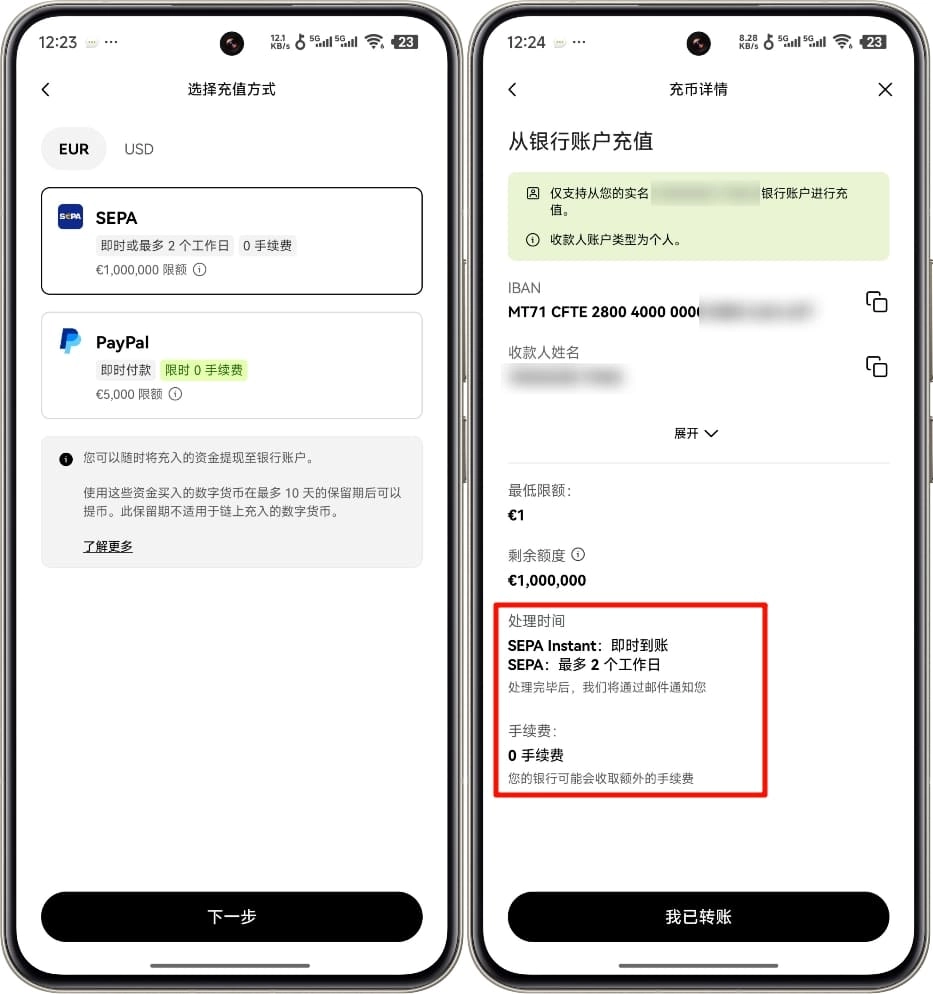 12:23
12.1 KB/s 5G 5G 6 23
选择充值方式
EUR USD
SEPA
SEPA
即时或最多 2 个工作日 0 手续费
€1,000,000 限额
PayPal
即时付款 限时 0 手续费
€5,000 限额
您可以随时将充入的资金提现至银行账户。
使用这些资金买入的数字货币在最多 10 天的保留期后可以
提币。此保留期不适用于链上充入的数字货币。
了解更多
下一步
12:24
8.28 KB/s 5G 5G 6 23
充币详情
从银行账户充值
仅支持从您的实名 银行账户进行充
值。
收款人账户类型为个人。
IBAN
MT71 CFTE 2800 4000 0000
收款人姓名
展开
最低限额：
€1
剩余额度
€1,000,000
处理时间
SEPA Instant：即时到账
SEPA：最多 2 个工作日
处理完毕后，我们将通过邮件通知您
手续费：
0 手续费
您的银行可能会收取额外的手续费
我已转账